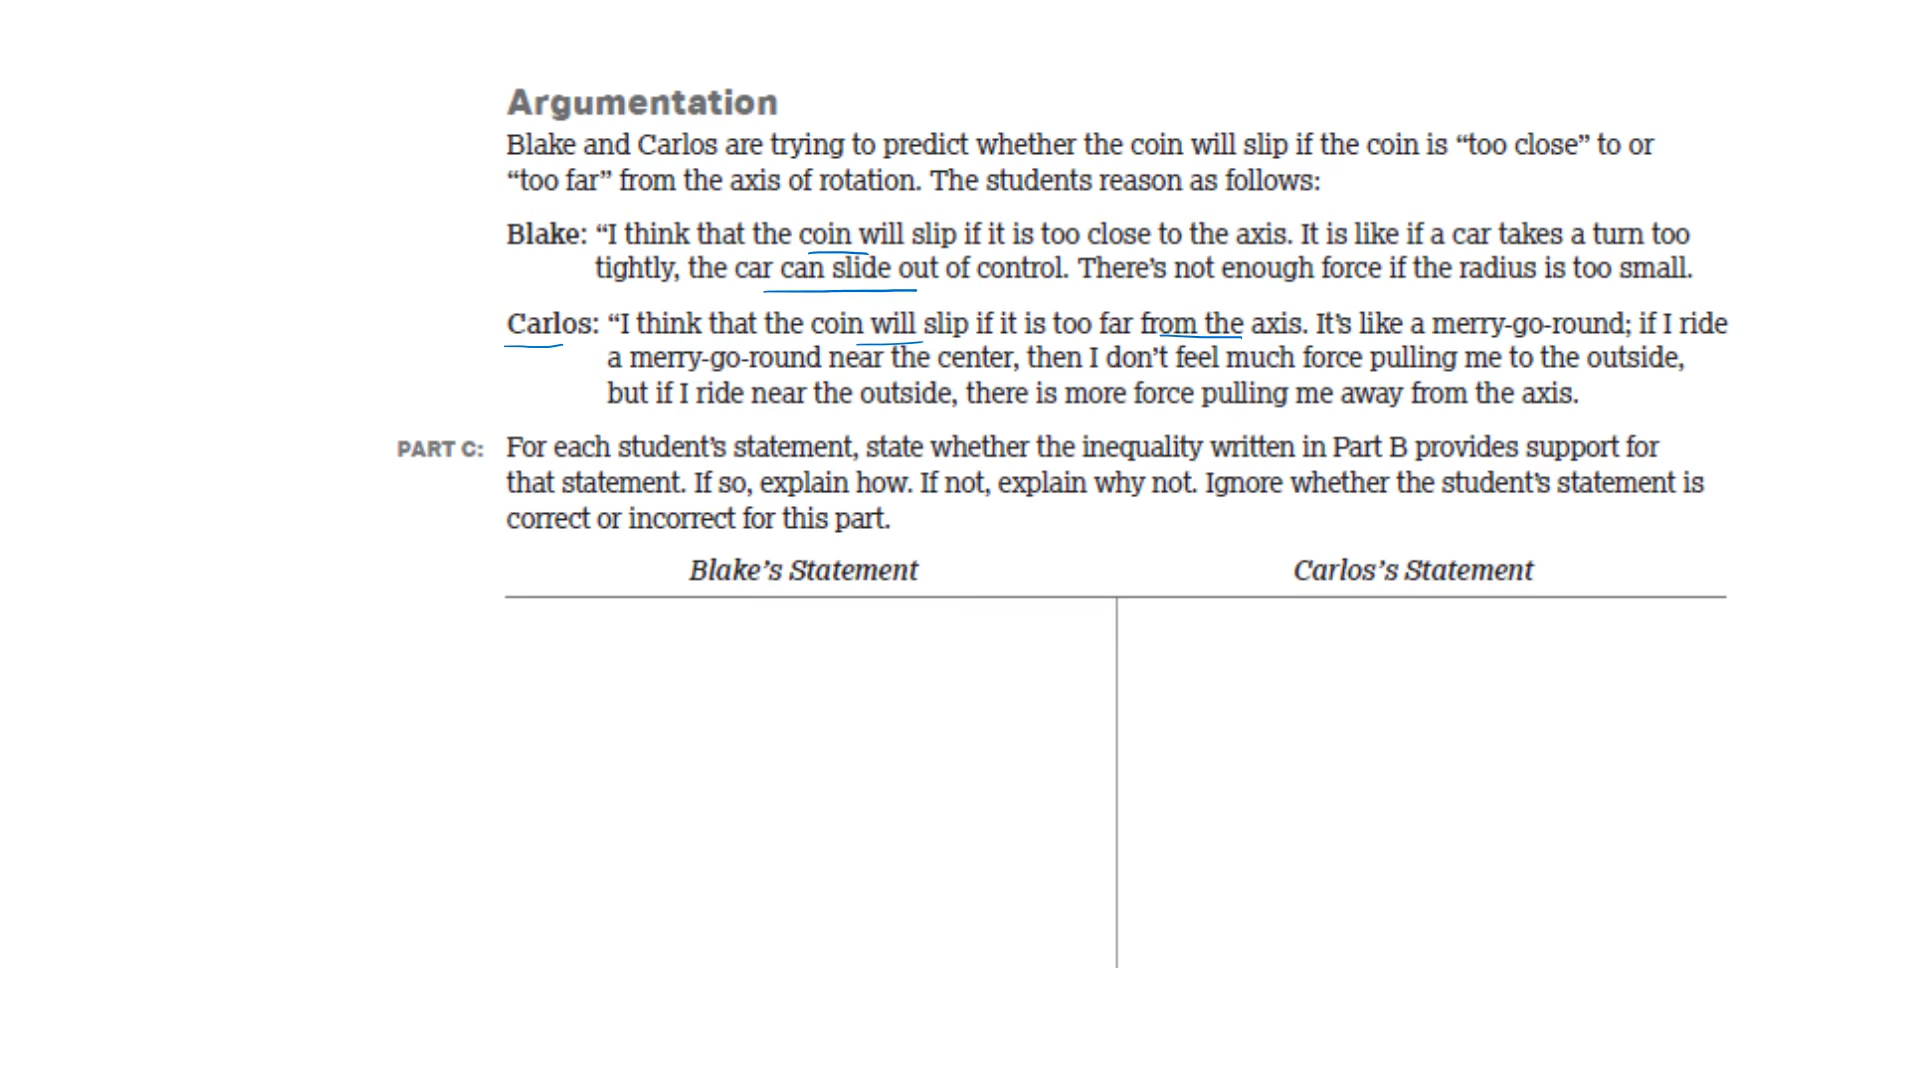 Argumentation
Blake and Carlos are trying to predict whether the coin will slip if the coin is “too close” to or
“too far” from the axis of rotation. The students reason as follows:
Blake: “I think that the coin will slip if it is too close to the axis. It is like if a car takes a turn too
tightly, the car can slide out of control. There’s not enough force if the radius is too small.
Carlos: “I think that the coin will slip if it is too far from the axis. It’s like a merry-go-round; if I ride
a merry-go-round near the center, then I don’t feel much force pulling me to the outside,
but if I ride near the outside, there is more force pulling me away from the axis.
PART C: For each student’s statement, state whether the inequality written in Part B provides support for
that statement. If so, explain how. If not, explain why not. Ignore whether the student’s statement is
correct or incorrect for this part.
Blake’s Statement Carlos’s Statement